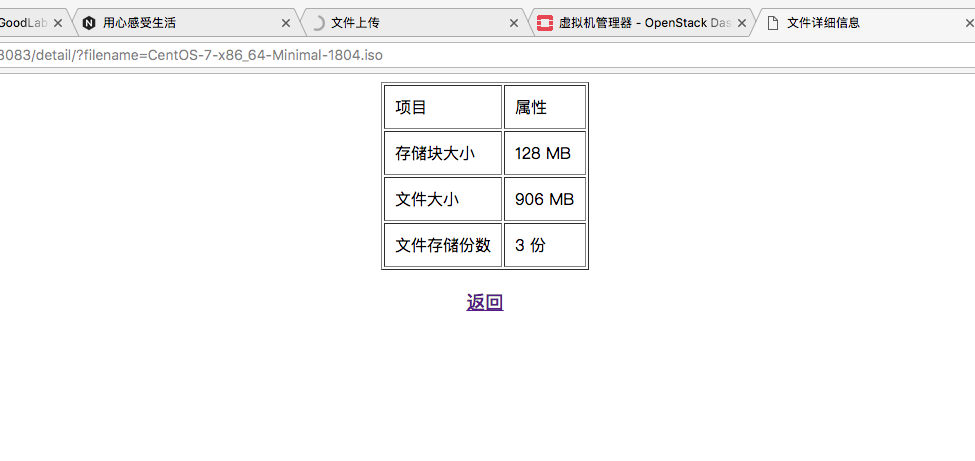 GoodLab
用心感受生活
文件上传
虚拟机管理器 - OpenStack Das
文件详细信息
3083/detail/?filename=CentOS-7-x86_64-Minimal-1804.iso
项目 属性
存储块大小 128 MB
文件大小 906 MB
文件存储份数 3 份
返回